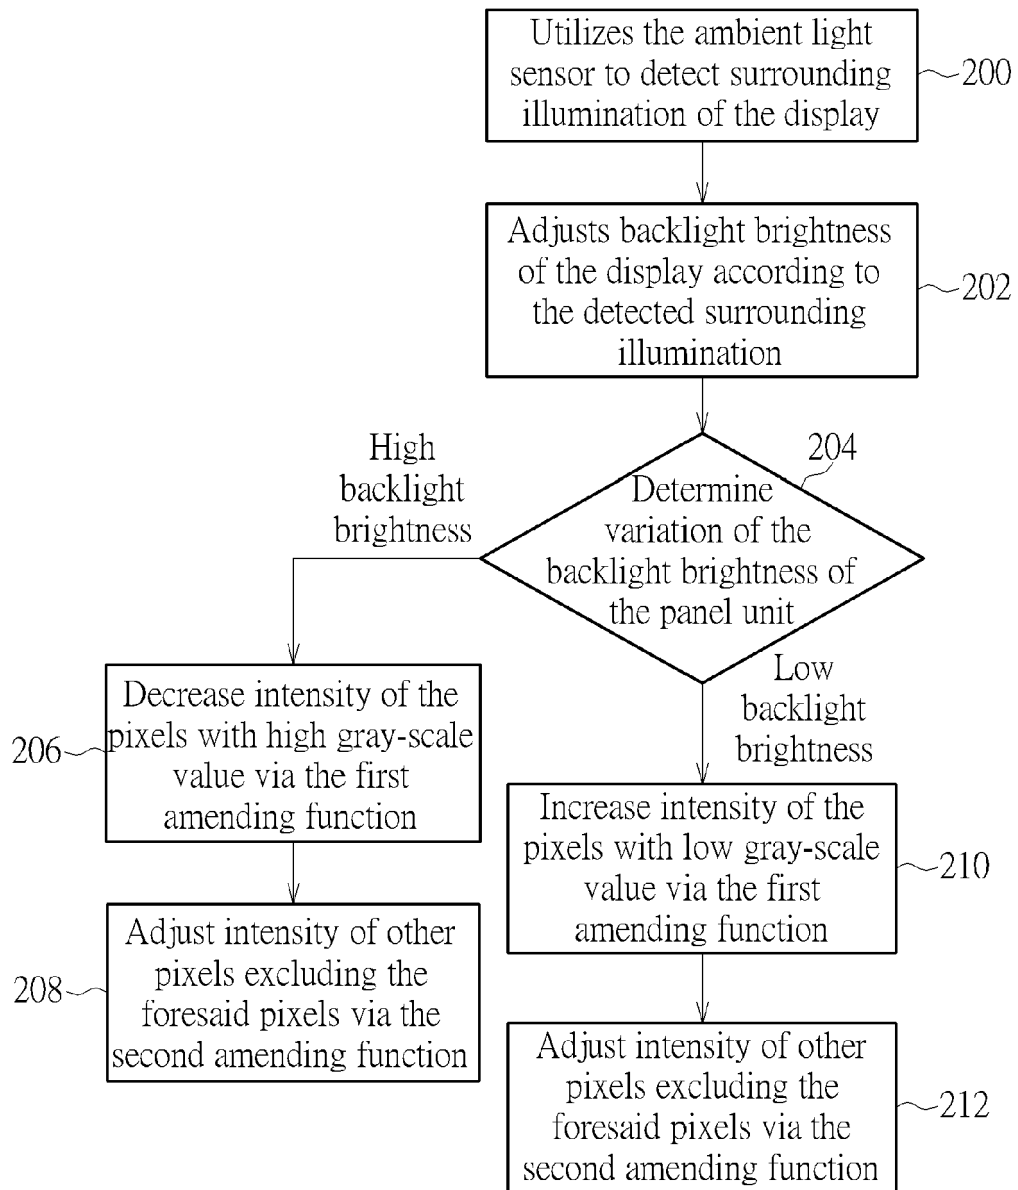 Utilizes the ambient light
sensor to detect surrounding
illumination of the display
200
Adjusts backlight brightness
of the display according to
the detected surrounding
illumination
202
204
Determine
variation of the
backlight brightness of
the panel unit
High
backlight
brightness
Decrease intensity of the
pixels with high gray-scale
value via the first
amending function
206
Adjust intensity of other
pixels excluding the
foresaid pixels via the
second amending function
208
Low
backlight
brightness
Increase intensity of the
pixels with low gray-scale
value via the first
amending function
210
Adjust intensity of other
pixels excluding the
foresaid pixels via the
second amending function
212